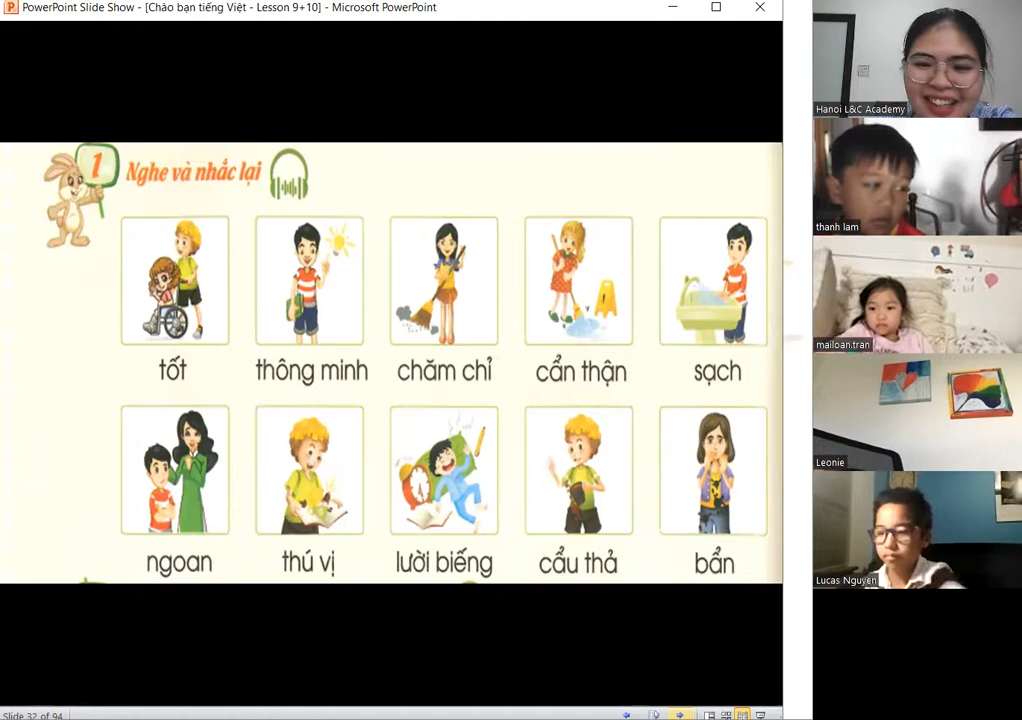 PowerPoint Slide Show - [Chào bạn tiếng Việt - Lesson 9+10] - Microsoft PowerPoint
1 Nghe và nhắc lại
tốt thông minh chăm chỉ cẩn thận sạch
ngoan thú vị lười biếng cẩu thả bẩn
Slide 32 of 94
Hanoi L&C Academy
thanh lam
mailoan.tran
Leonie
Lucas Nguyen